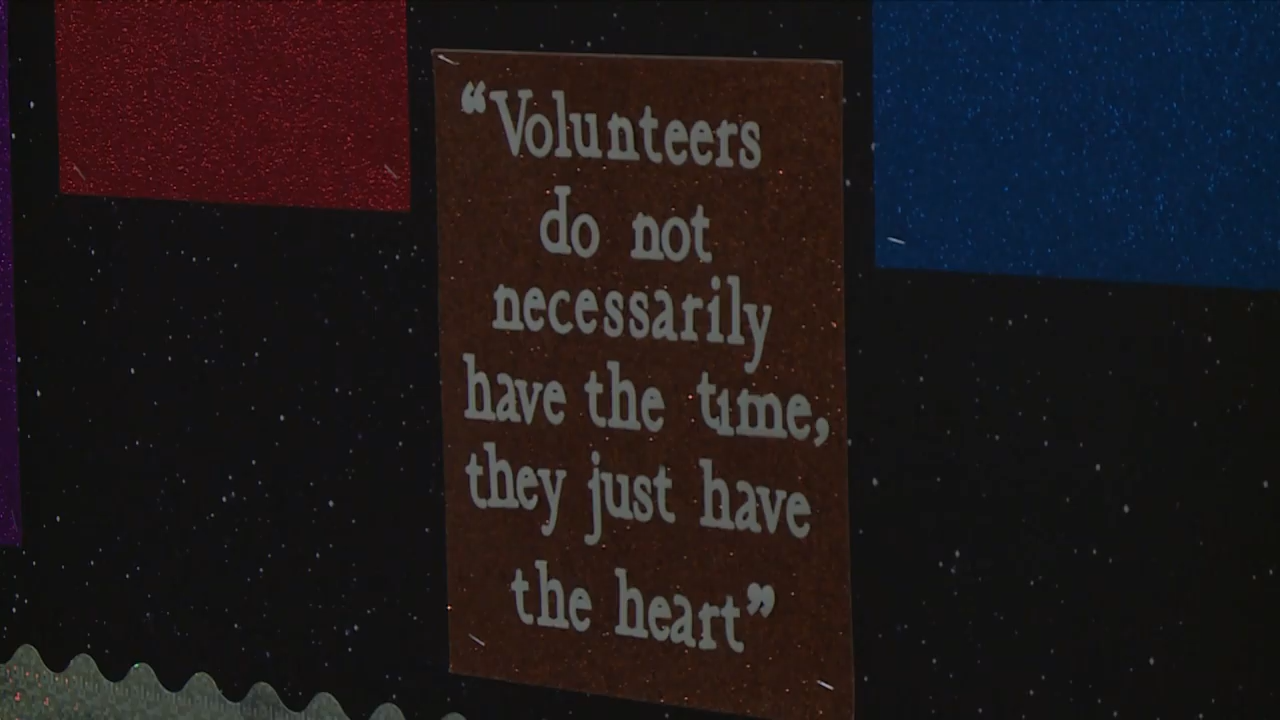 “Volunteers
do not
necessarily
have the time,
they just have
the heart”